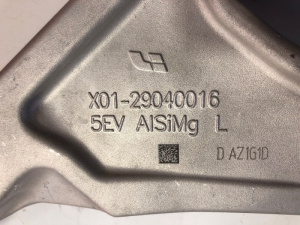 X01-29040016
5EV AlSiMg L
D AZ1G1D